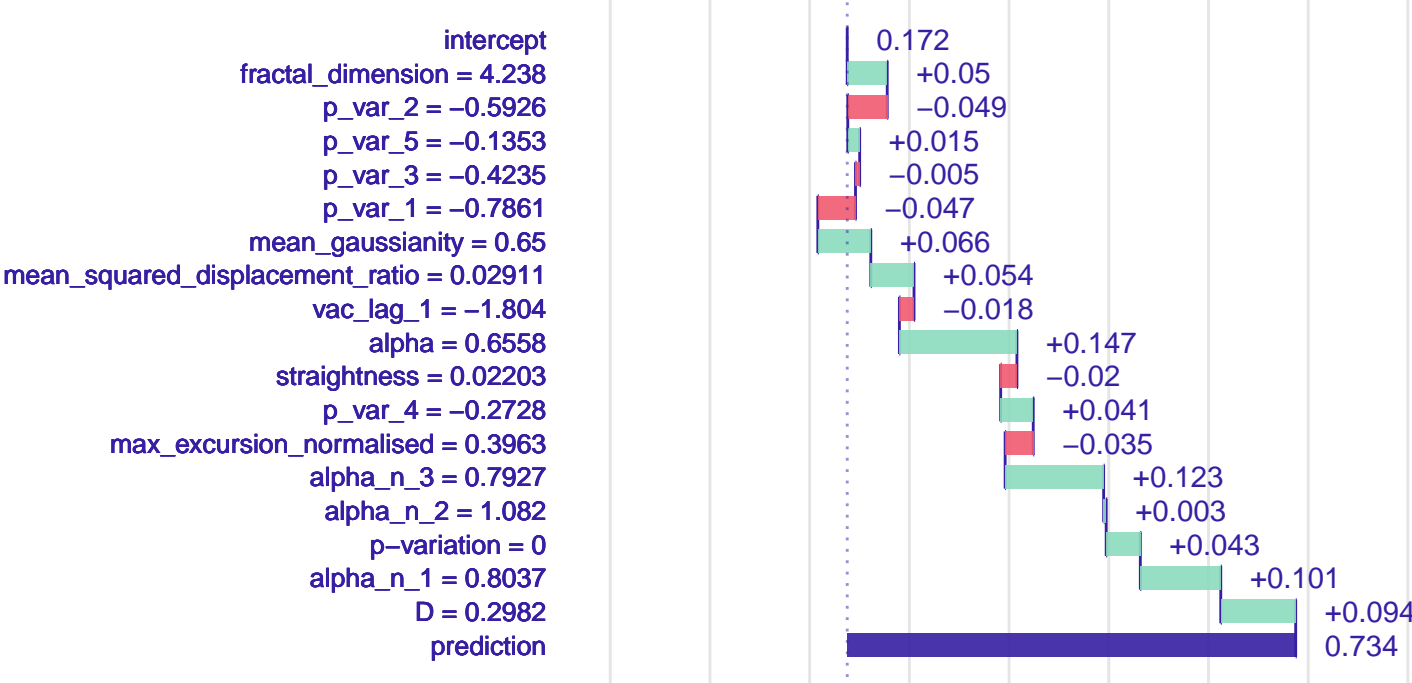 intercept 0.172
fractal_dimension = 4.238 +0.05
p_var_2 = −0.5926 −0.049
p_var_5 = −0.1353 +0.015
p_var_3 = −0.4235 −0.005
p_var_1 = −0.7861 −0.047
mean_gaussianity = 0.65 +0.066
mean_squared_displacement_ratio = 0.02911 +0.054
vac_lag_1 = −1.804 −0.018
alpha = 0.6558 +0.147
straightness = 0.02203 −0.02
p_var_4 = −0.2728 +0.041
max_excursion_normalised = 0.3963 −0.035
alpha_n_3 = 0.7927 +0.123
alpha_n_2 = 1.082 +0.003
p−variation = 0 +0.043
alpha_n_1 = 0.8037 +0.101
D = 0.2982 +0.094
prediction 0.734